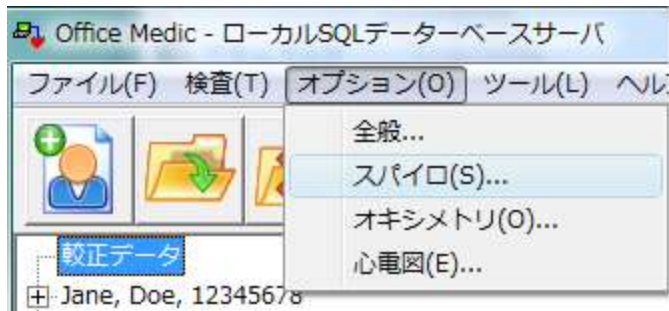 Office Medic - ローカルSQLデーターベースサーバ
ファイル(F) 検査(T) オプション(O) ツール(L)
全般...
スパイロ(S)...
オキシメトリ(O)...
心電図(E)...
較正データ
Jane, Doe, 12345678